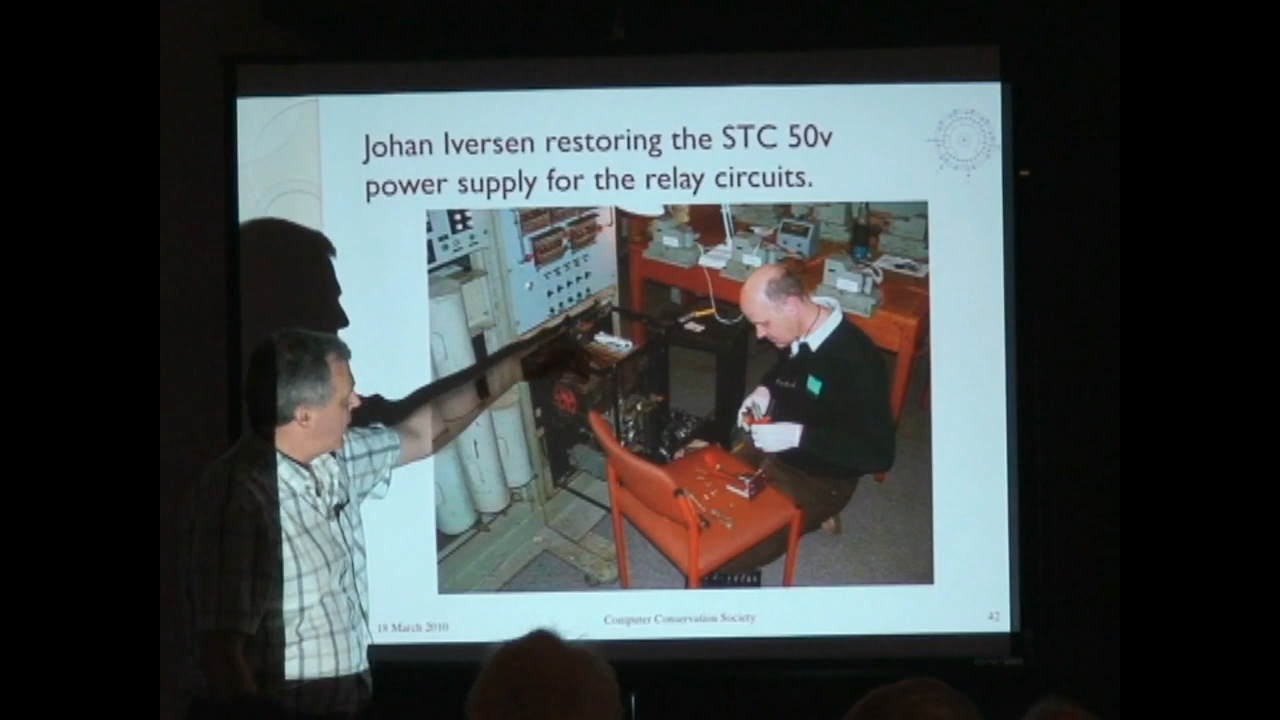 Johan Iversen restoring the STC 50v
power supply for the relay circuits.
18 March 2010
Computer Conservation Society
42